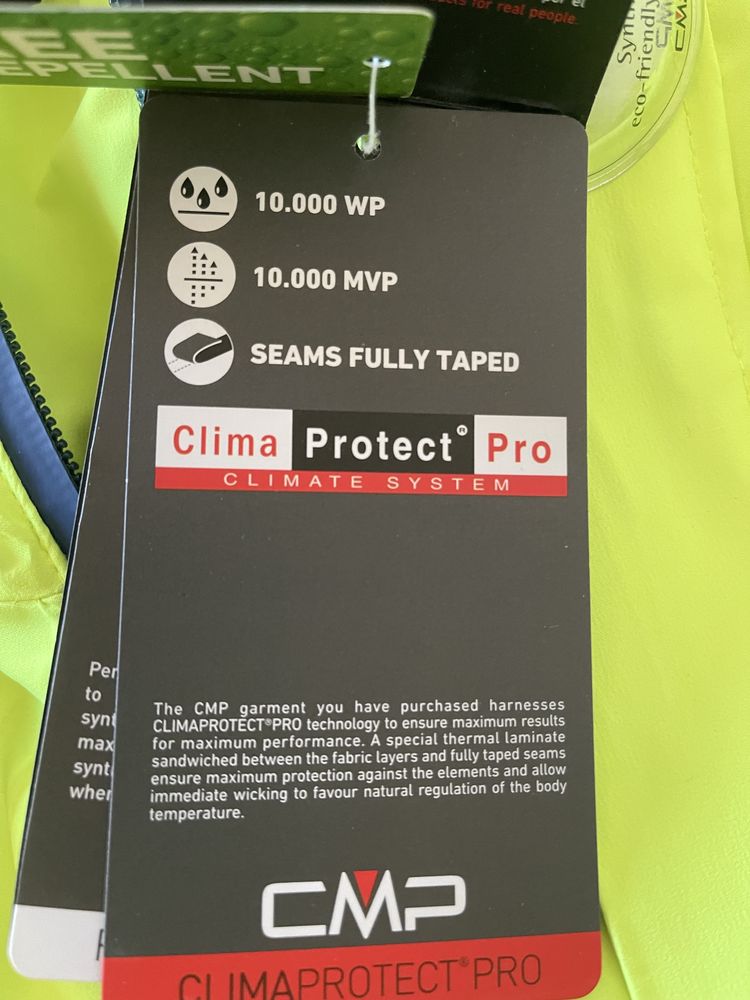 for real people.
EPELLENT
Synt
eco-friendly
CMP
10.000 WP
10.000 MVP
SEAMS FULLY TAPED
Clima Protect® Pro
CLIMATE SYSTEM
Per
to
synt
max
synt
wher
The CMP garment you have purchased harnesses
CLIMAPROTECT®PRO technology to ensure maximum results
for maximum performance. A special thermal laminate
sandwiched between the fabric layers and fully taped seams
ensure maximum protection against the elements and allow
immediate wicking to favour natural regulation of the body
temperature.
CMP
CLIMAPROTECT®PRO